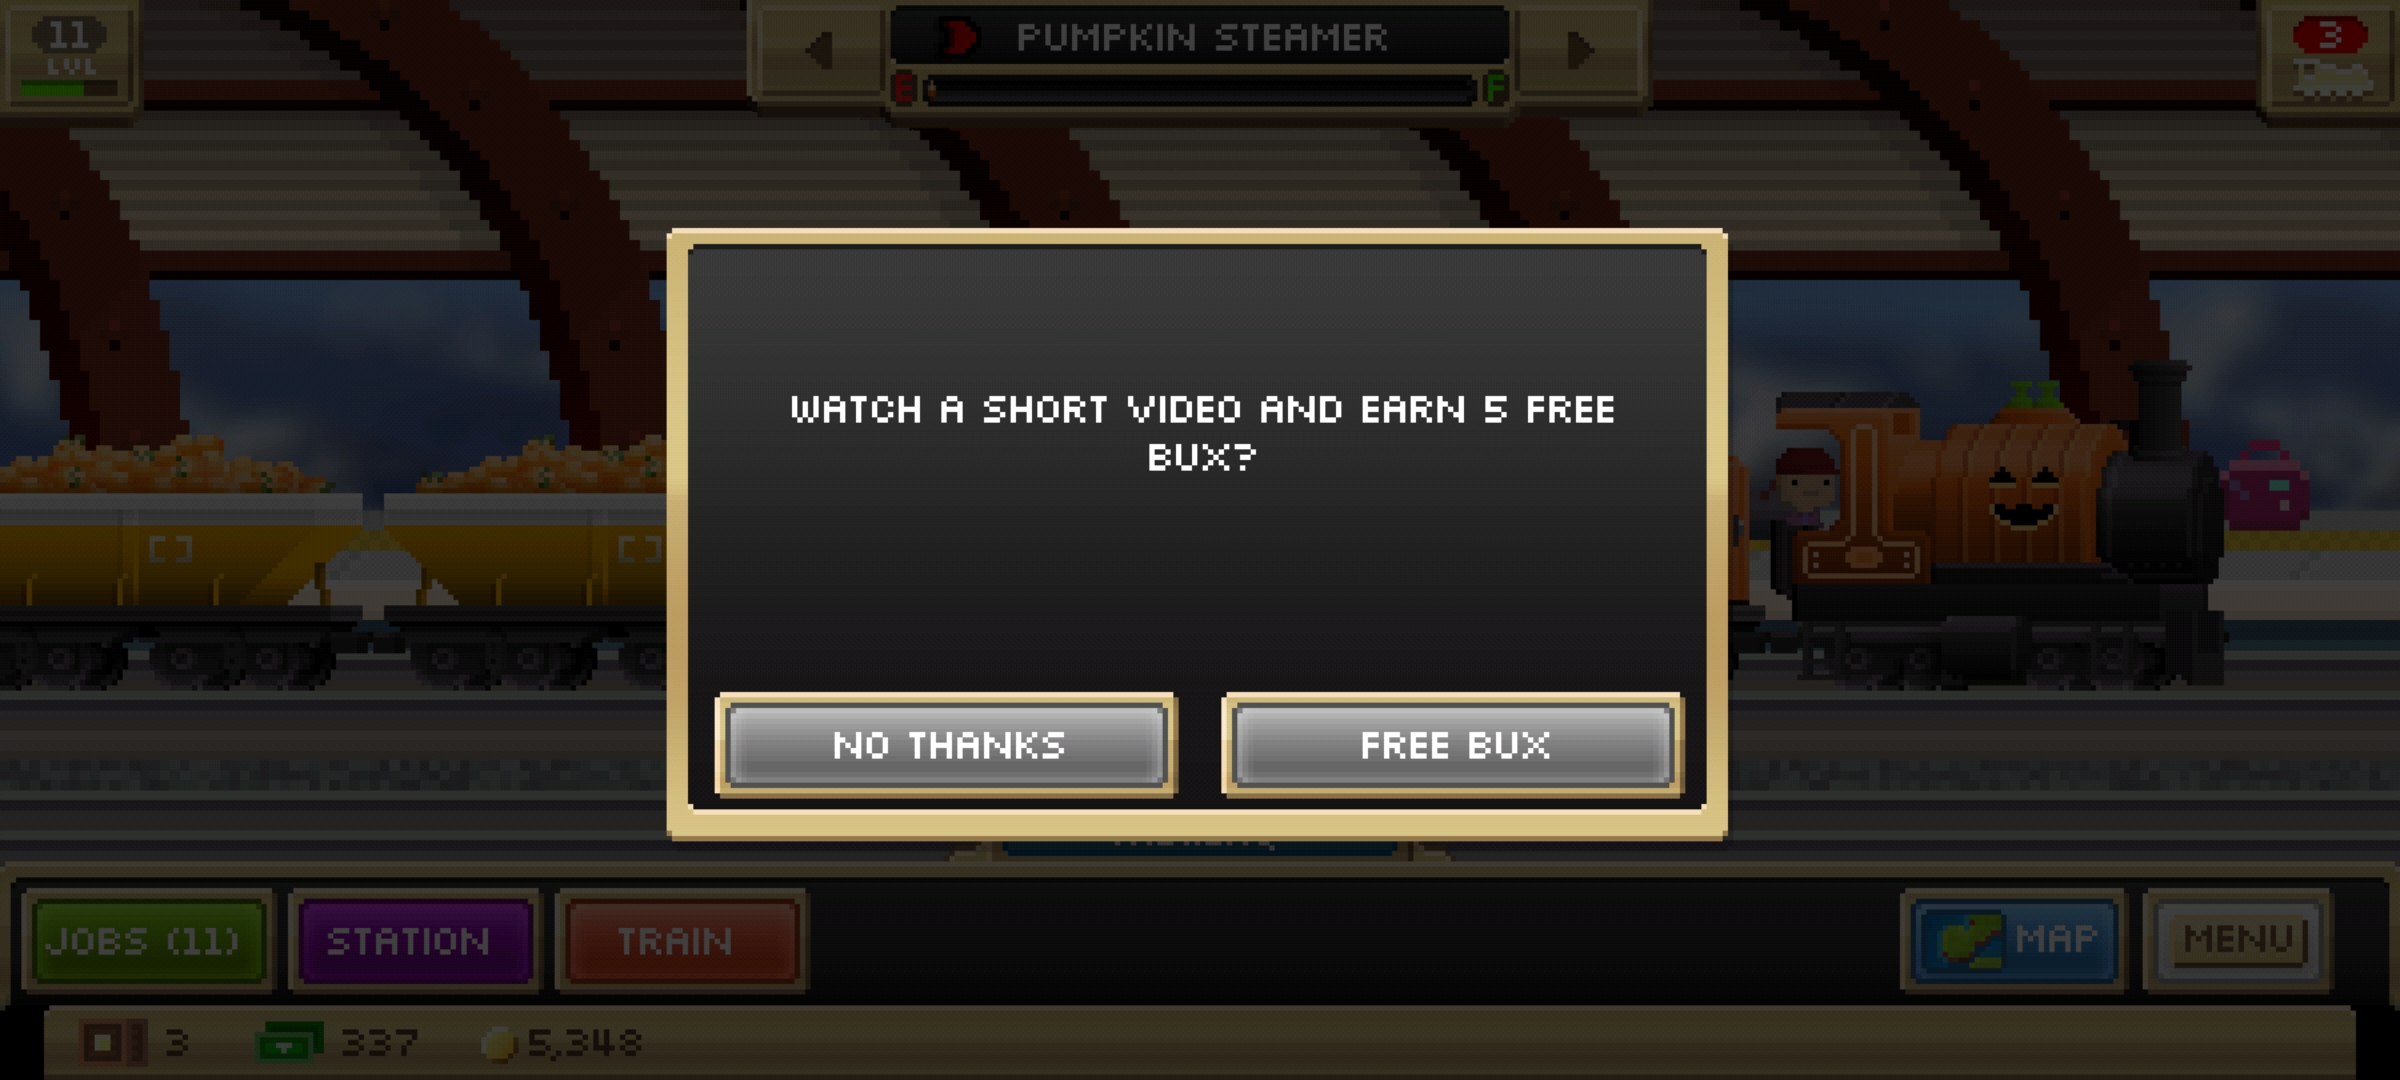 11
LVL
PUMPKIN STEAMER
E
F
3
WATCH A SHORT VIDEO AND EARN 5 FREE
BUX?
NO THANKS
FREE BUX
JOBS (11)
STATION
TRAIN
MAP
MENU
3
337
5,348